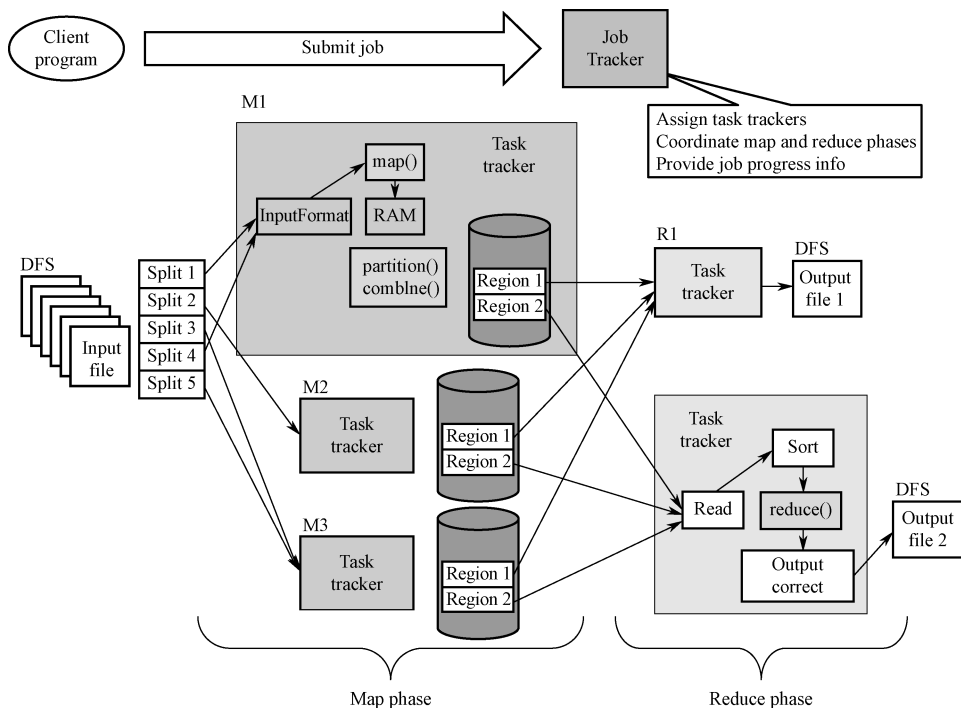 Client
program
Submit job
Job
Tracker
Assign task trackers
Coordinate map and reduce phases
Provide job progress info
M1
Task
tracker
map()
InputFormat
RAM
partition()
comblne()
Region 1
Region 2
DFS
Input
file
Split 1
Split 2
Split 3
Split 4
Split 5
M2
Task
tracker
Region 1
Region 2
M3
Task
tracker
Region 1
Region 2
R1
Task
tracker
DFS
Output
file 1
Task
tracker
Sort
Read
reduce()
Output
correct
DFS
Output
file 2
Map phase
Reduce phase